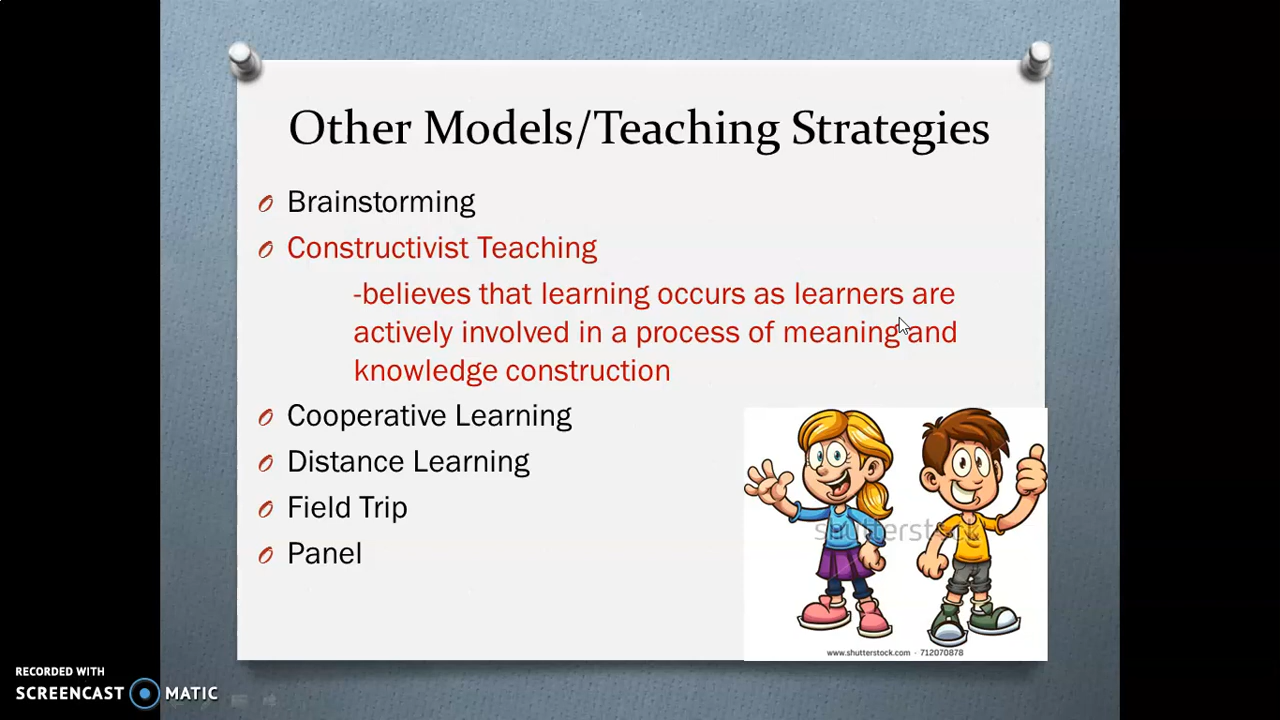 Other Models/Teaching Strategies
Brainstorming
Constructivist Teaching
-believes that learning occurs as learners are
actively involved in a process of meaning and
knowledge construction
Cooperative Learning
Distance Learning
Field Trip
Panel
shutterstock
www.shutterstock.com · 712070878
RECORDED WITH
SCREENCAST MATIC